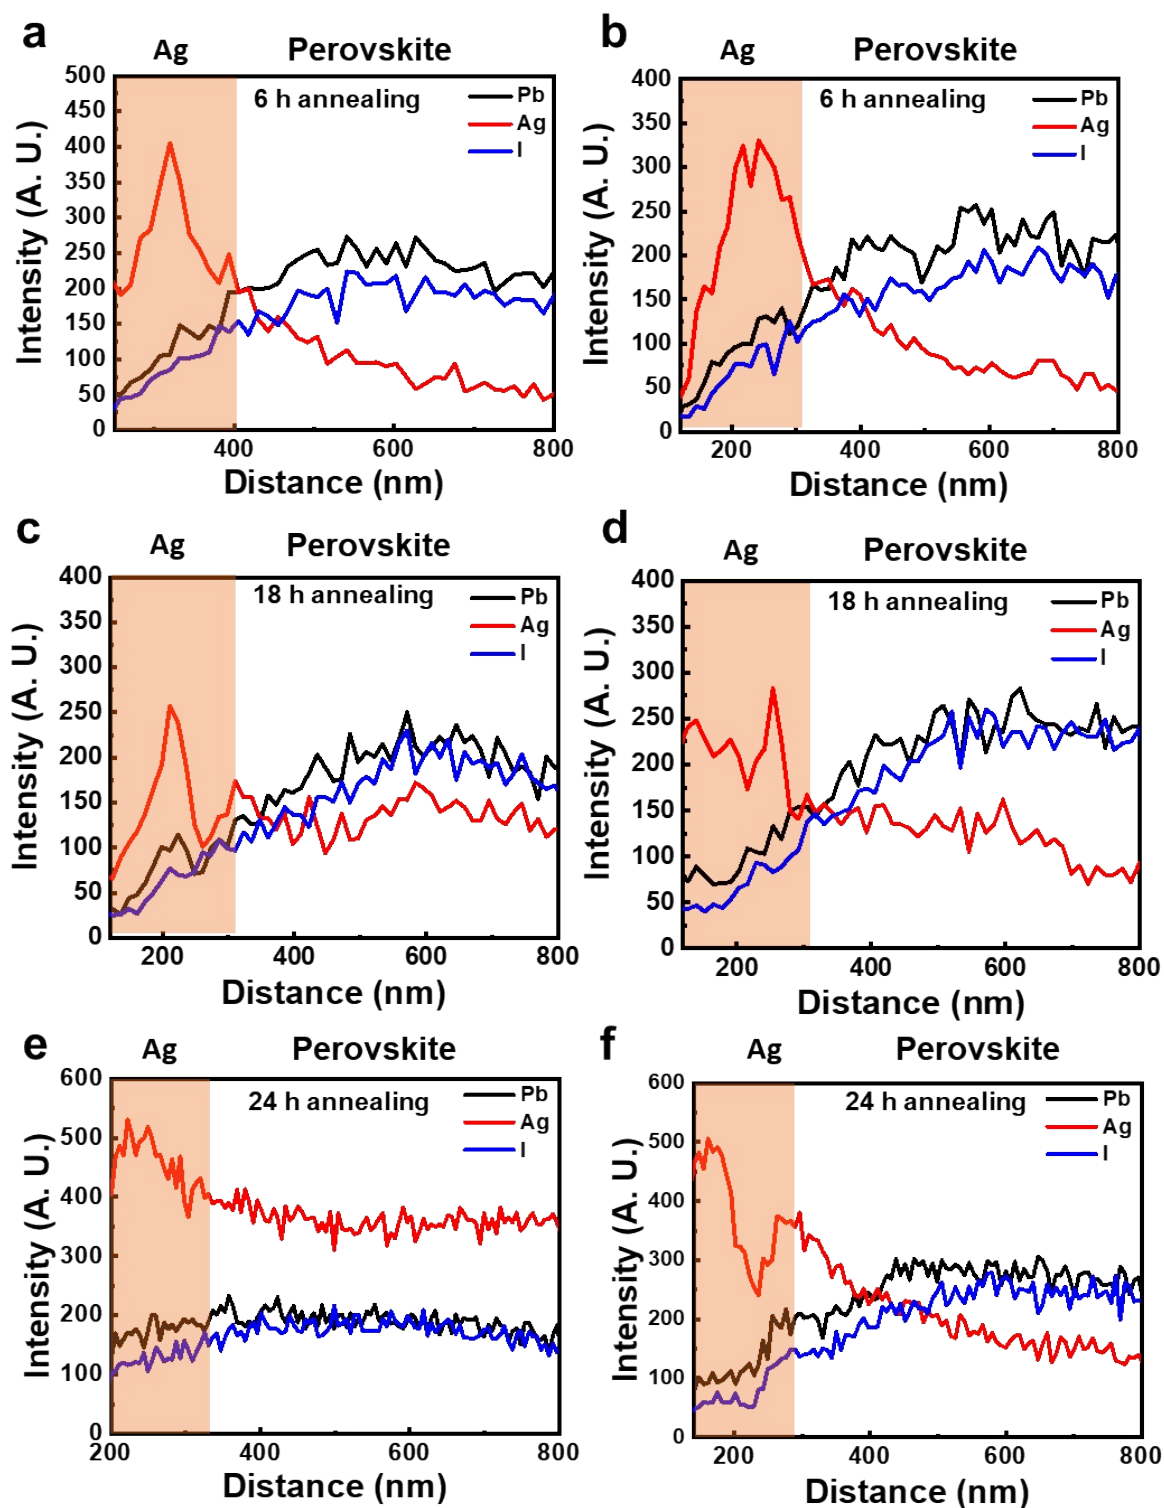 a
Ag Perovskite
6 h annealing
Pb
Ag
I
500
450
400
350
300
250
200
150
100
50
0
400 600 800
Intensity (A. U.)
Distance (nm)
b
Ag Perovskite
6 h annealing
Pb
Ag
I
400
350
300
250
200
150
100
50
0
200 400 600 800
Intensity (A. U.)
Distance (nm)
c
Ag Perovskite
18 h annealing
Pb
Ag
I
400
350
300
250
200
150
100
50
0
200 400 600 800
Intensity (A. U.)
Distance (nm)
d
Ag Perovskite
18 h annealing
Pb
Ag
I
400
350
300
250
200
150
100
50
0
200 400 600 800
Intensity (A. U.)
Distance (nm)
e
Ag Perovskite
24 h annealing
Pb
Ag
I
600
500
400
300
200
100
0
200 400 600 800
Intensity (A. U.)
Distance (nm)
f
Ag Perovskite
24 h annealing
Pb
Ag
I
600
500
400
300
200
100
0
200 400 600 800
Intensity (A. U.)
Distance (nm)